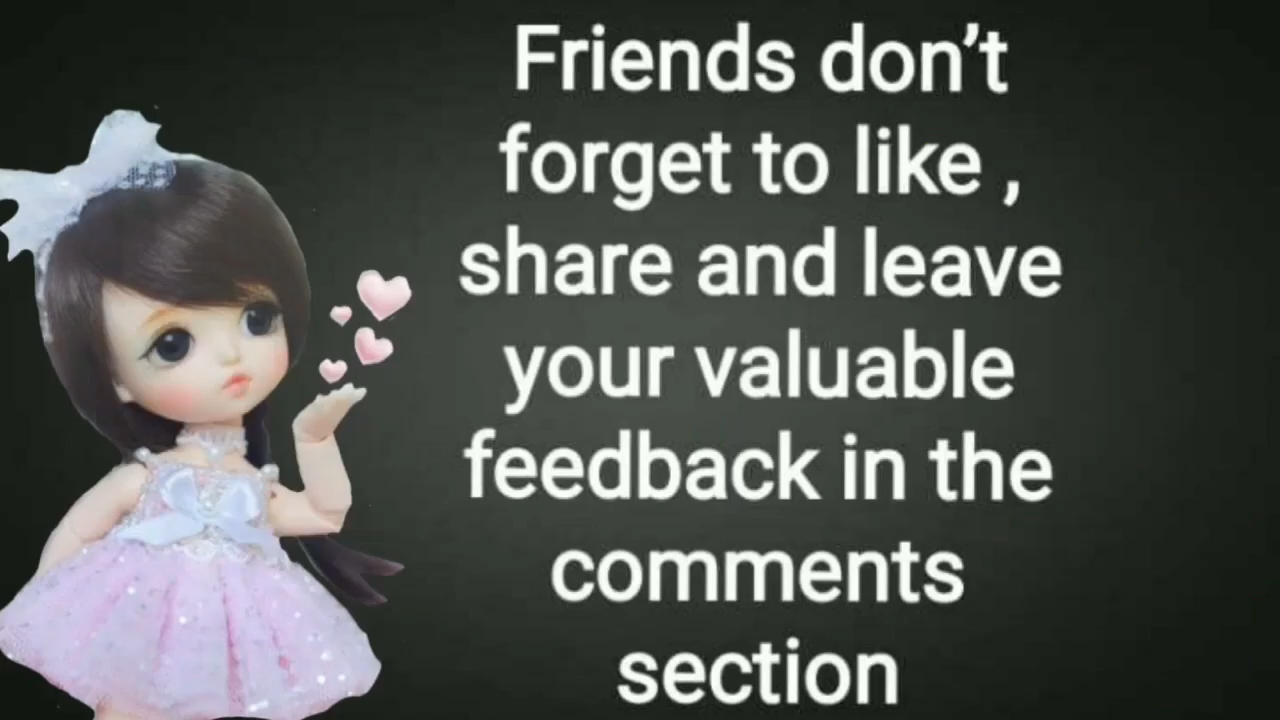 Friends don’t
forget to like ,
share and leave
your valuable
feedback in the
comments
section